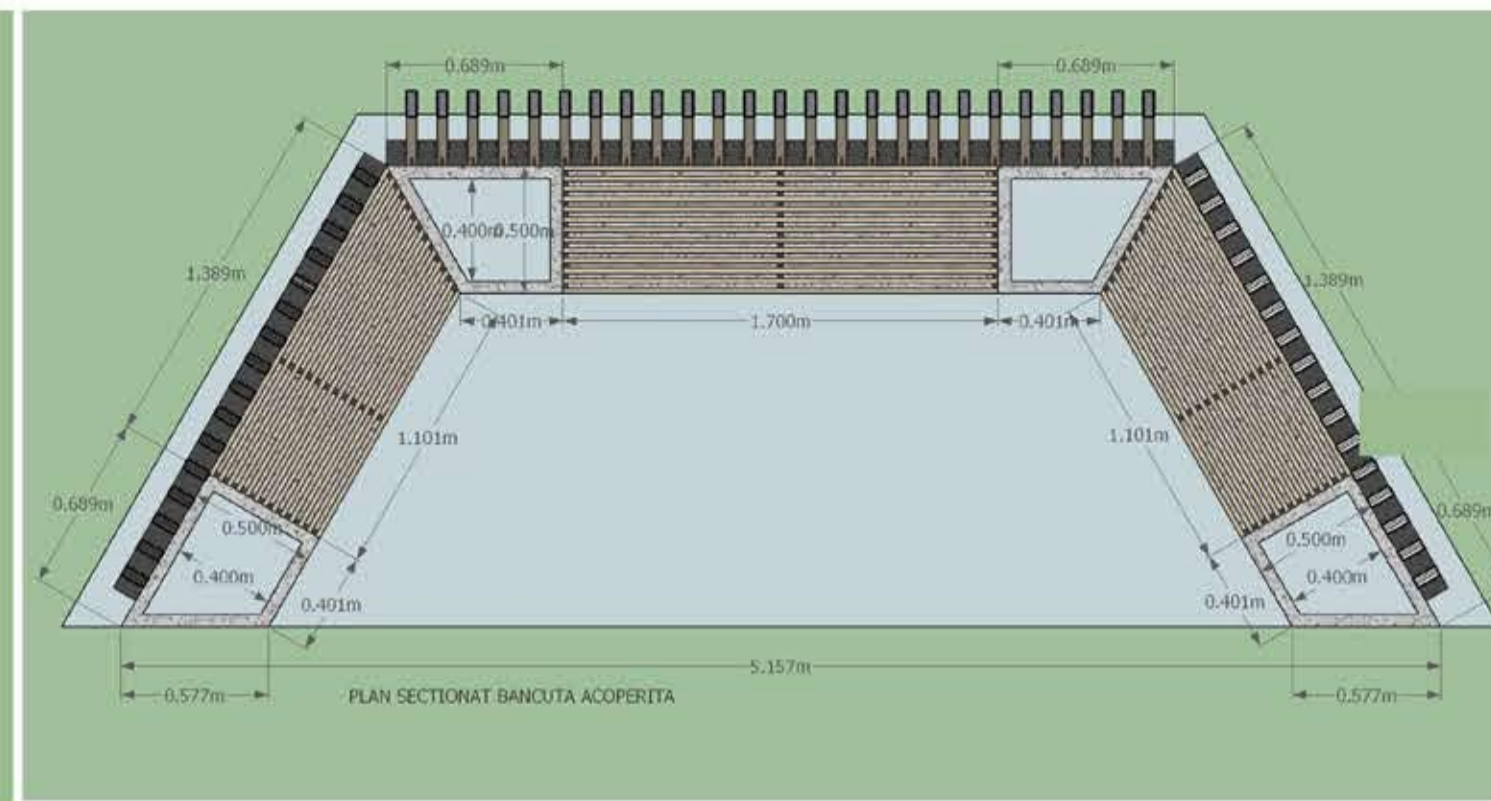 0.689m 0.689m
1.389m 0.400m 0.500m 1.389m
0.401m 1.700m 0.401m
1.101m 1.101m
0.689m 0.500m 0.500m 0.689m
0.400m 0.400m
0.401m 0.401m
5.157m
0.577m PLAN SECTIONAT BANCUTA ACOPERITA 0.577m